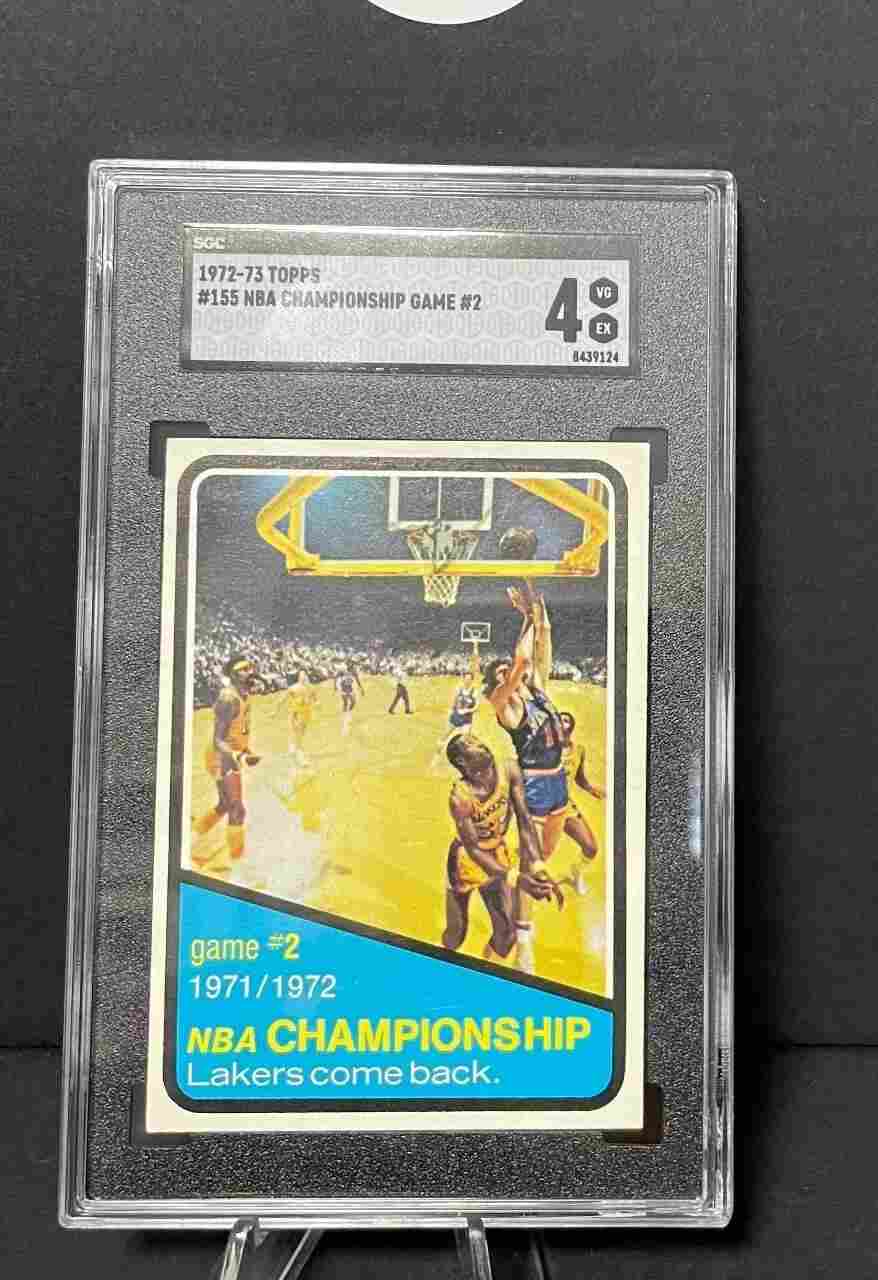 SGC
1972-73 TOPPS
#155 NBA CHAMPIONSHIP GAME #2
4
VG
EX
8439124
game #2
1971/1972
NBA CHAMPIONSHIP
Lakers come back.